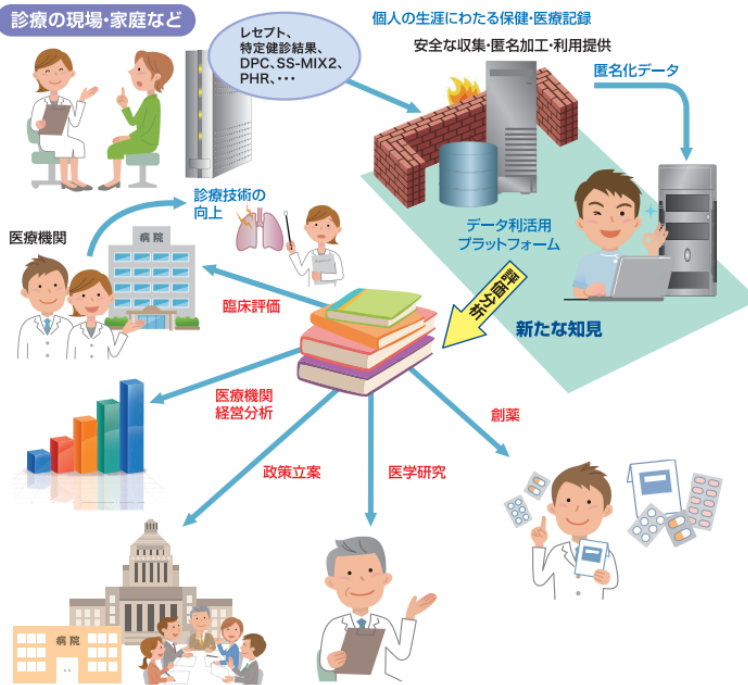 診療の現場・家庭など
レセプト、
特定健診結果、
DPC、SS-MIX2、
PHR、・・・
個人の生涯にわたる保健・医療記録
安全な収集・匿名加工・利用提供
匿名化データ
データ利活用
プラットフォーム
診療技術の
向上
医療機関
病院
臨床評価
評価分析
新たな知見
医療機関
経営分析
創薬
政策立案
医学研究
病院